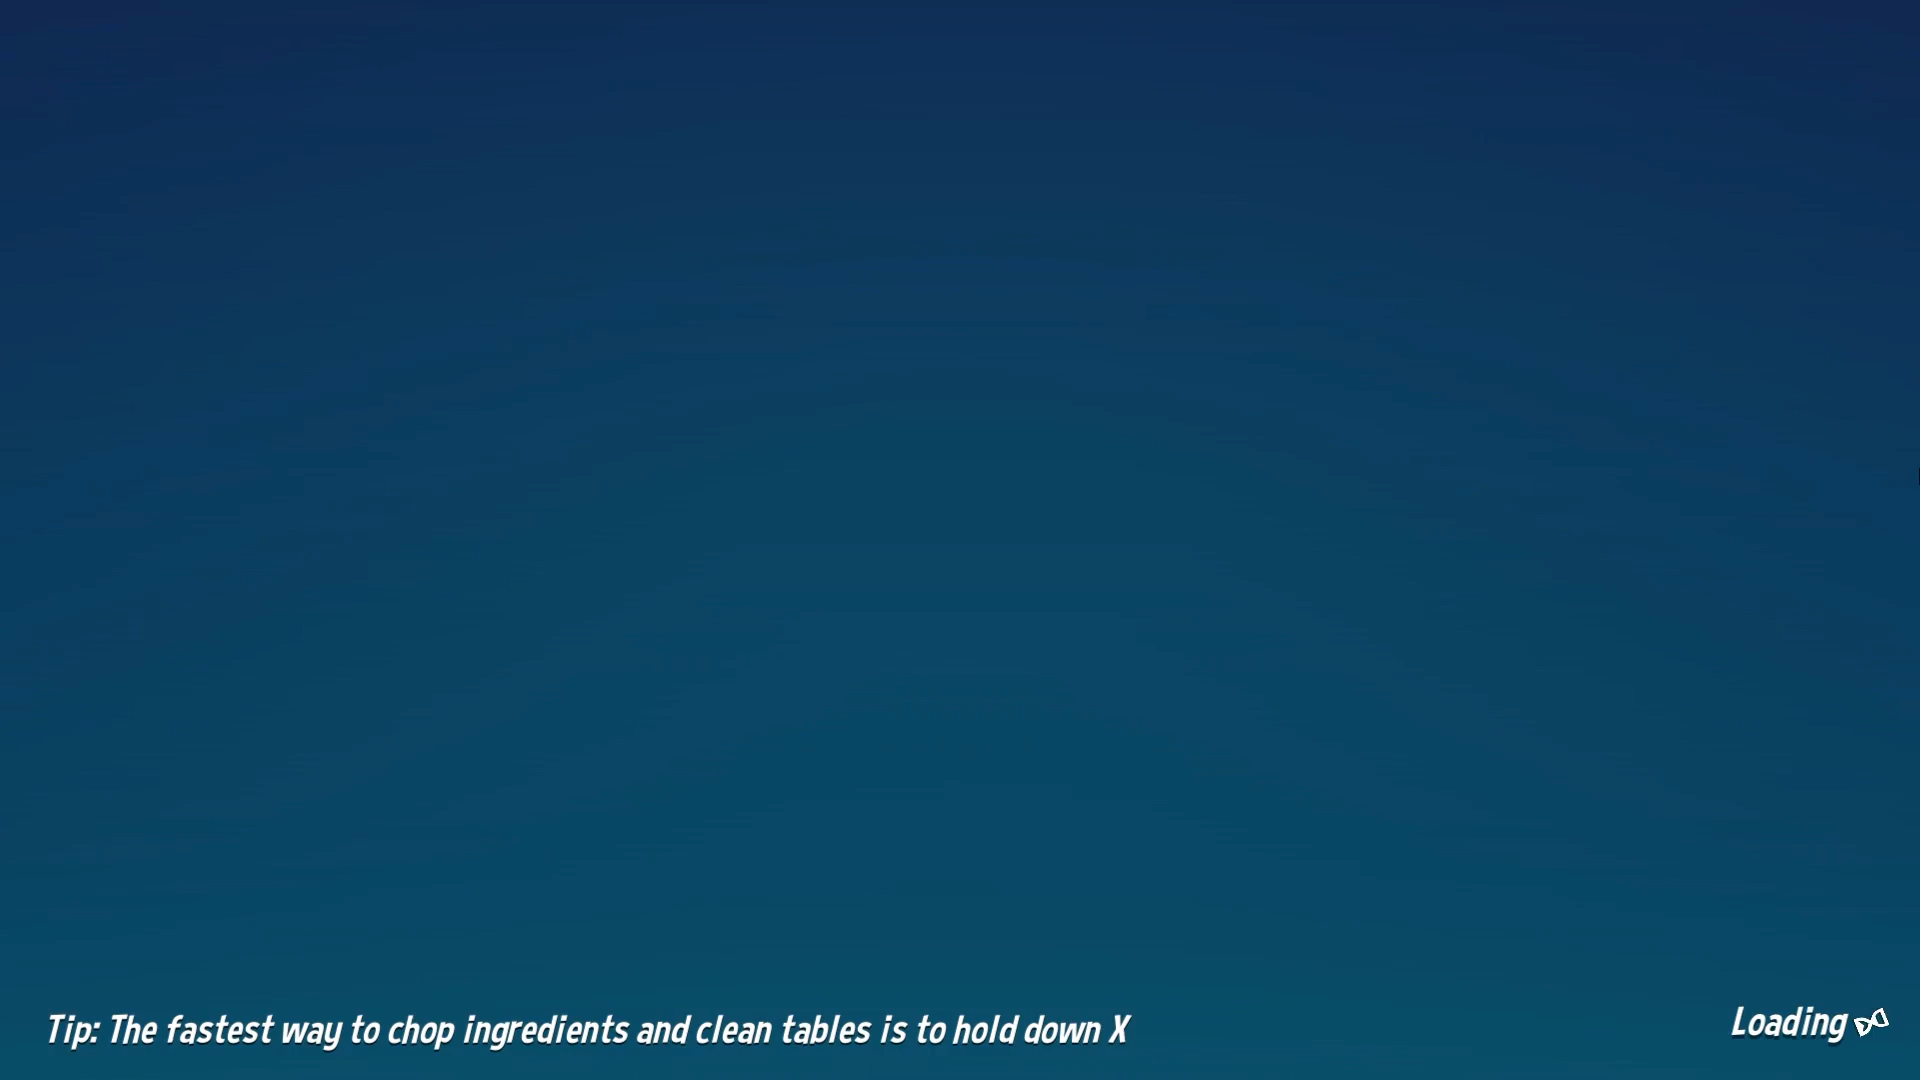 Tip: The fastest way to chop ingredients and clean tables is to hold down X
Loading